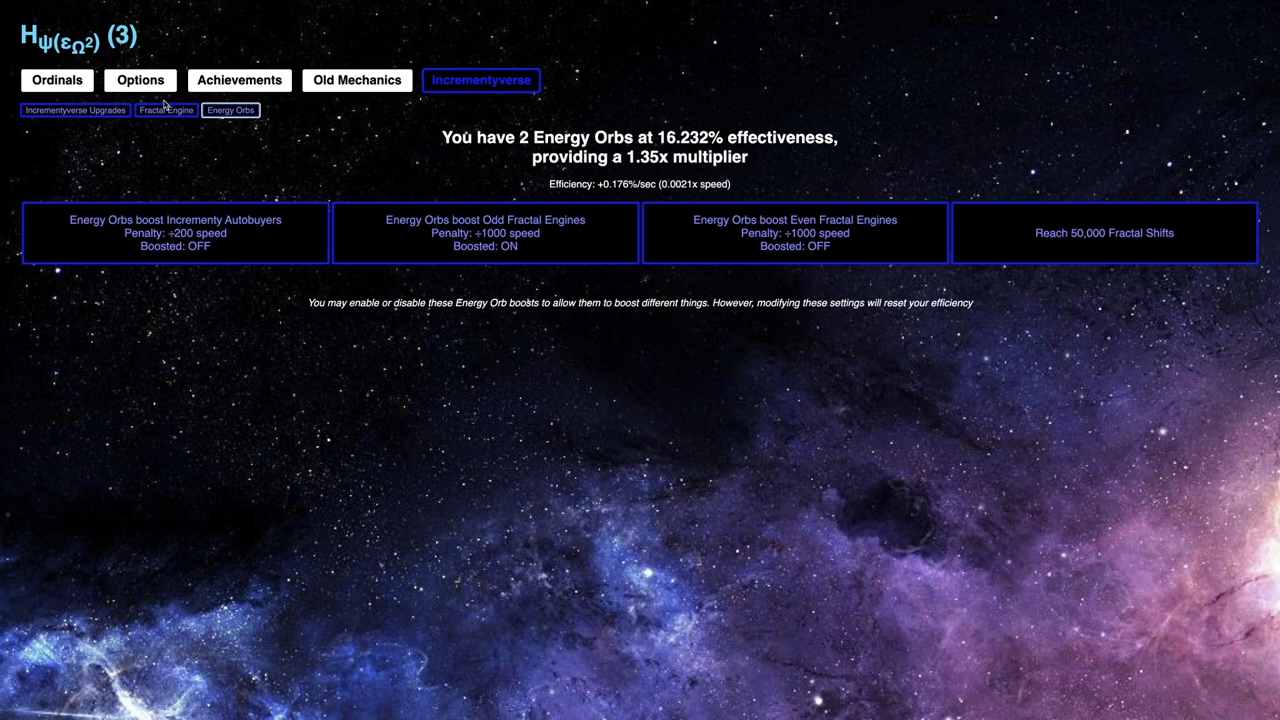 Hψ(εΩ²) (3)
Ordinals Options Achievements Old Mechanics Incrementyverse
Incrementyverse Upgrades Fractal Engine Energy Orbs
You have 2 Energy Orbs at 16.232% effectiveness,
providing a 1.35x multiplier
Efficiency: +0.176%/sec (0.0021x speed)
Energy Orbs boost Incrementy Autobuyers
Penalty: ÷200 speed
Boosted: OFF
Energy Orbs boost Odd Fractal Engines
Penalty: ÷1000 speed
Boosted: ON
Energy Orbs boost Even Fractal Engines
Penalty: ÷1000 speed
Boosted: OFF
Reach 50,000 Fractal Shifts
You may enable or disable these Energy Orb boosts to allow them to boost different things. However, modifying these settings will reset your efficiency